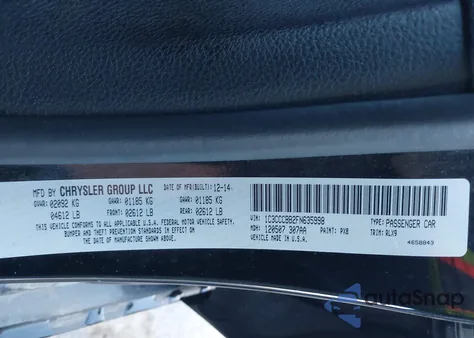 MFD BY CHRYSLER GROUP LLC DATE OF MFR(BUILT): 12-14
GVWR: 02092 KG GAWR: 01185 KG GAWR: 01185 KG
04612 LB FRONT: 02612 LB REAR: 02612 LB
THIS VEHICLE CONFORMS TO ALL APPLICABLE U.S.A. FEDERAL MOTOR VEHICLE SAFETY,
BUMPER AND THEFT PREVENTION STANDARDS IN EFFECT
ON THE DATE OF MANUFACTURE SHOWN ABOVE.
VIN: 1C3CCCBB2FN635998 TYPE: PASSENGER CAR
MDH: 120507 307AA PAINT: PX8 TRIM: RLX9
VEHICLE MADE IN U.S.A. 4658843
autoSnap